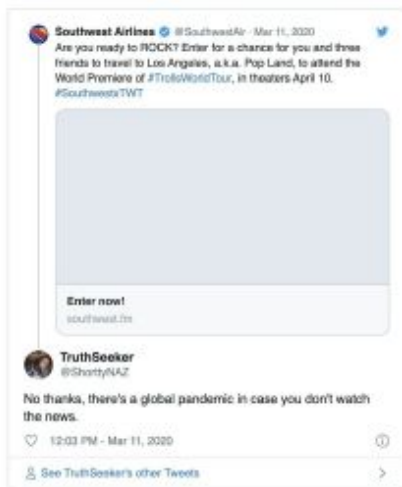 Southwest Airlines @SouthwestAir · Mar 11, 2020
Are you ready to ROCK? Enter for a chance for you and three
friends to travel to Los Angeles, a.k.a. Pop Land, to attend the
World Premiere of #TrollsWorldTour, in theaters April 10.
#SouthwestxTWT
Enter now!
southwest.fm
TruthSeeker
@ShortyNAZ
No thanks, there's a global pandemic in case you don't watch
the news.
12:03 PM - Mar 11, 2020
See TruthSeeker's other Tweets